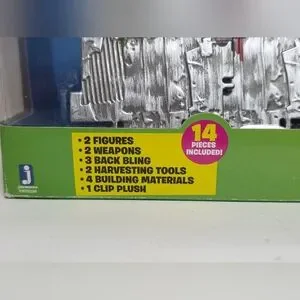 14
PIECES
INCLUDED!
• 2 FIGURES
• 2 WEAPONS
• 3 BACK BLING
• 2 HARVESTING TOOLS
• 4 BUILDING MATERIALS
• 1 CLIP PLUSH